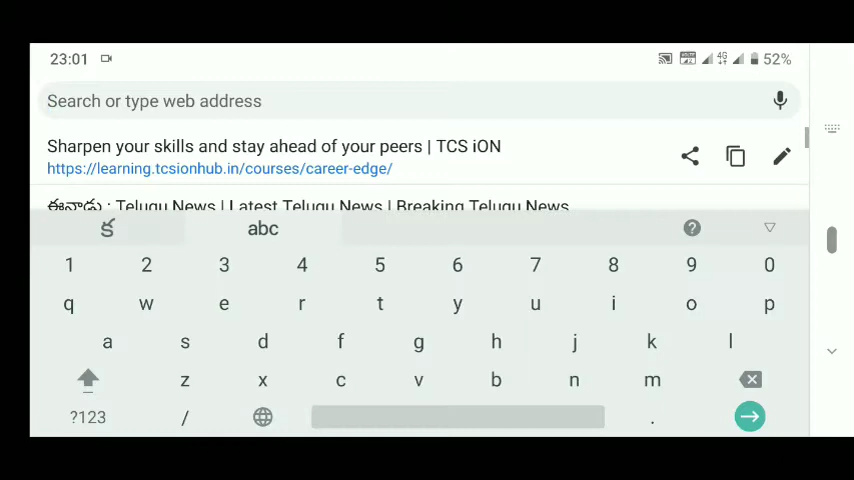 23:01 4G 52%
Search or type web address
Sharpen your skills and stay ahead of your peers | TCS iON
https://learning.tcsionhub.in/courses/career-edge/
ఈనాడు : Telugu News | Latest Telugu News | Breaking Telugu News
క abc ?
1 2 3 4 5 6 7 8 9 0
q w e r t y u i o p
a s d f g h j k l
z x c v b n m
?123 / .